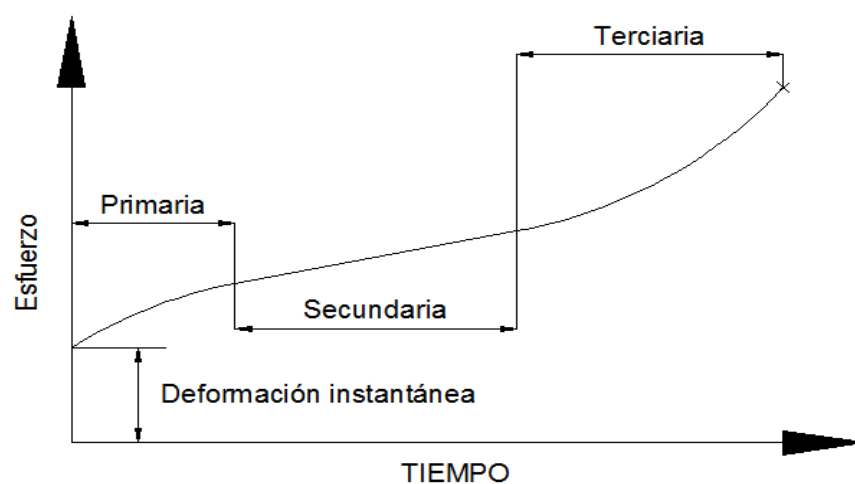 Terciaria
Primaria
Esfuerzo
Secundaria
Deformación instantánea
TIEMPO